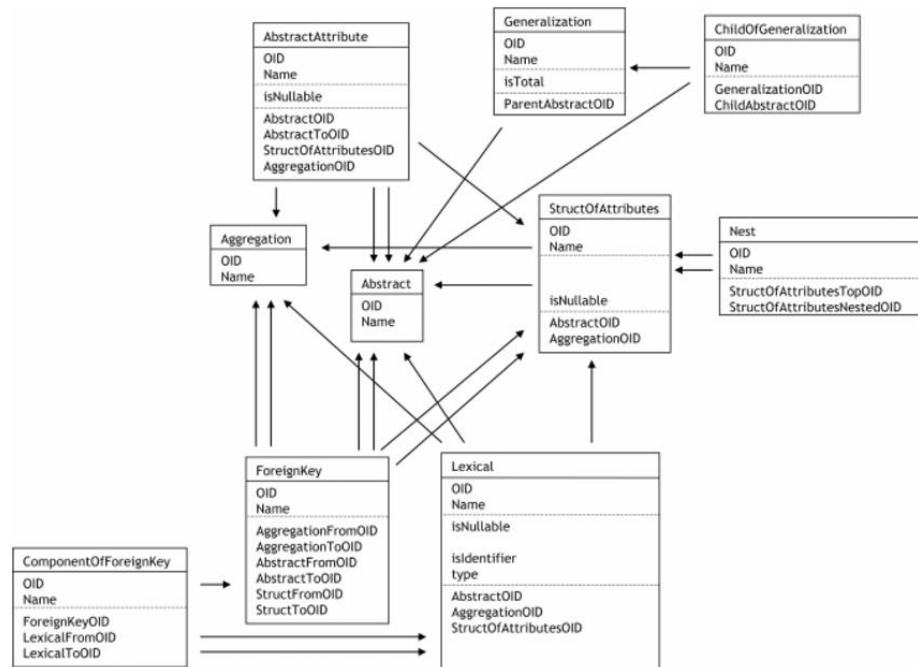 AbstractAttribute
OID
Name
isNullable
AbstractOID
AbstractToOID
StructOfAttributesOID
AggregationOID
Generalization
OID
Name
isTotal
ParentAbstractOID
ChildOfGeneralization
OID
Name
GeneralizationOID
ChildAbstractOID
Aggregation
OID
Name
Abstract
OID
Name
StructOfAttributes
OID
Name
isNullable
AbstractOID
AggregationOID
Nest
OID
Name
StructOfAttributesTopOID
StructOfAttributesNestedOID
ForeignKey
OID
Name
AggregationFromOID
AggregationToOID
AbstractFromOID
AbstractToOID
StructFromOID
StructToOID
Lexical
OID
Name
isNullable
isIdentifier
type
AbstractOID
AggregationOID
StructOfAttributesOID
ComponentOfForeignKey
OID
Name
ForeignKeyOID
LexicalFromOID
LexicalToOID